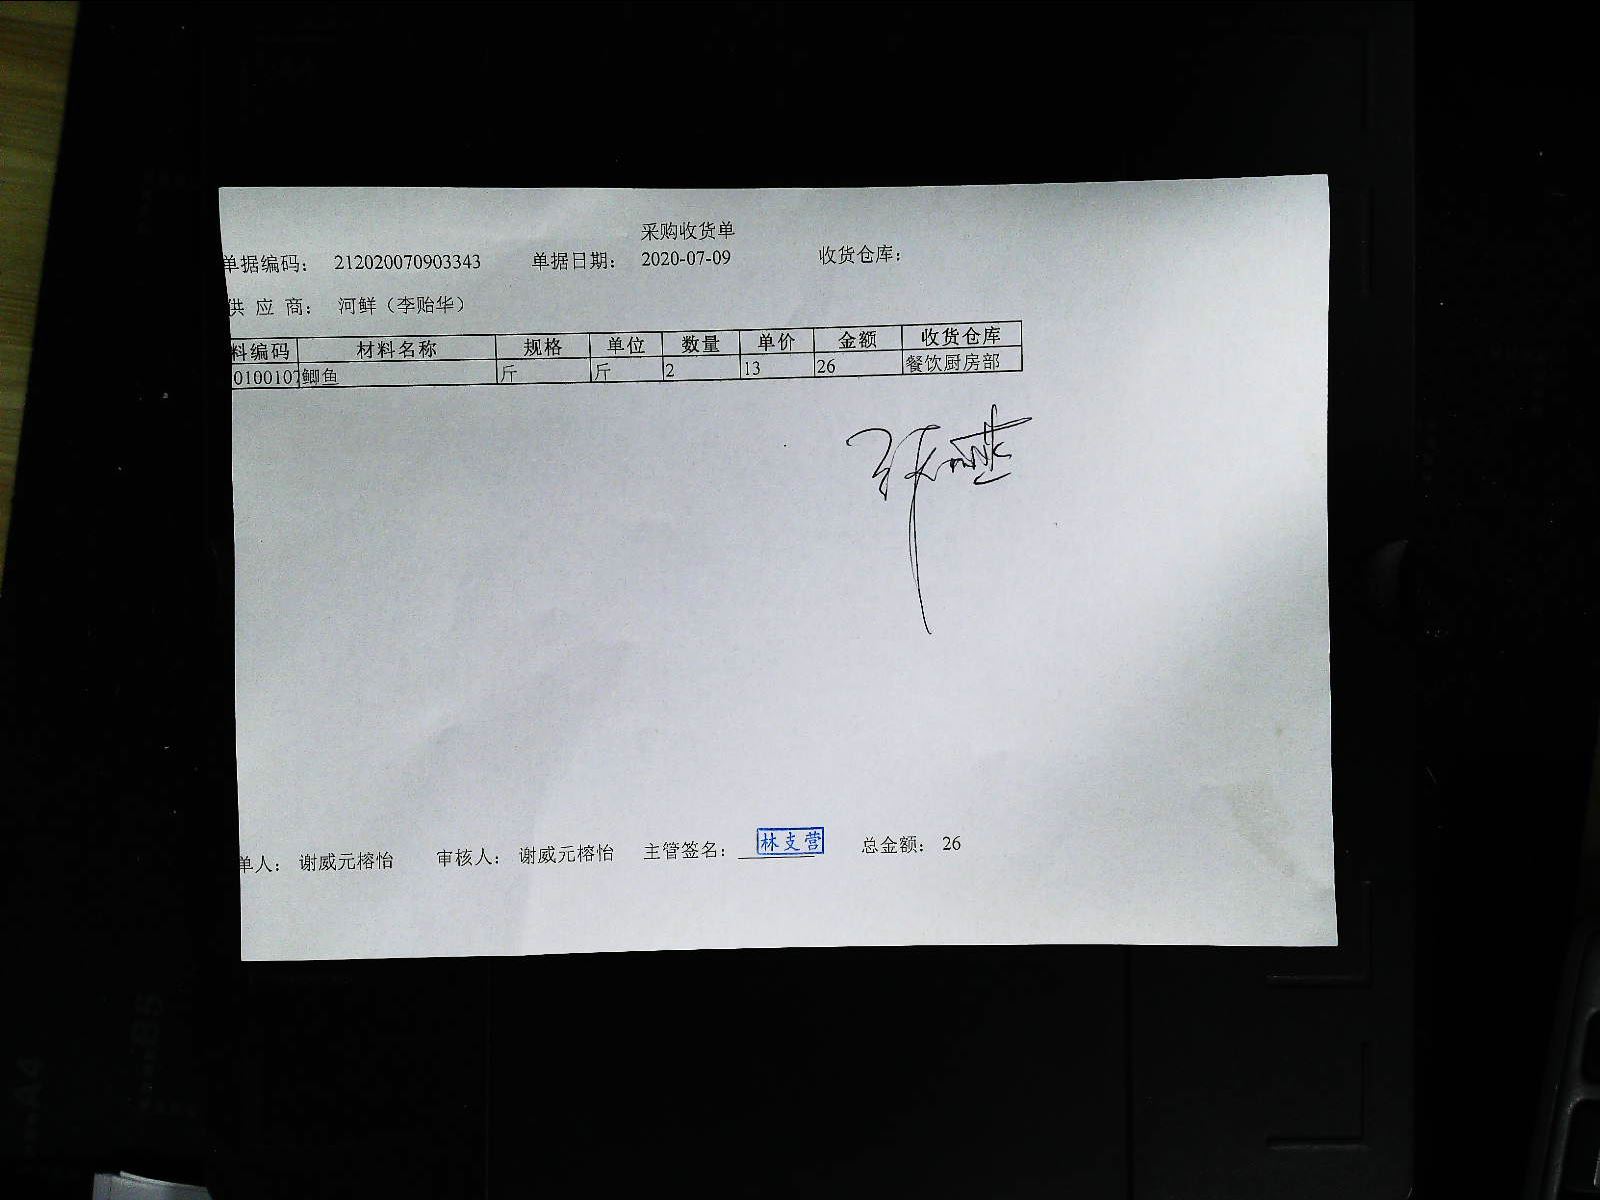 采购收货单
单据编码： 212020070903343 单据日期： 2020-07-09 收货仓库：
供 应 商： 河鲜（李贻华）
料编码 材料名称 规格 单位 数量 单价 金额 收货仓库
0100107 鲫鱼 斤 斤 2 13 26 餐饮厨房部
单人： 谢威元榕怡 审核人： 谢威元榕怡 主管签名： 林支营 总金额： 26
B5
A4